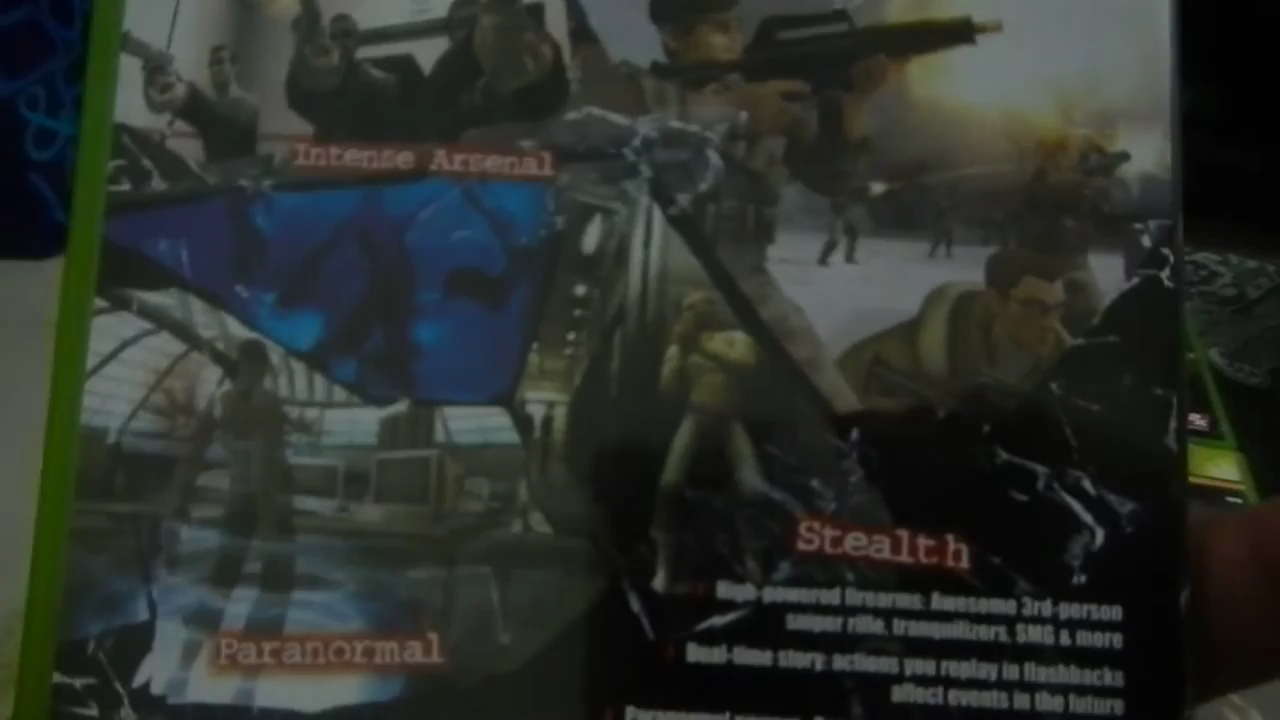 Intense Arsenal
Stealth
High-powered firearms: Awesome 3rd-person
sniper rifle, tranquilizers, SMG & more
Paranormal
Dual-time story: actions you replay in flashbacks
affect events in the future
Paranormal